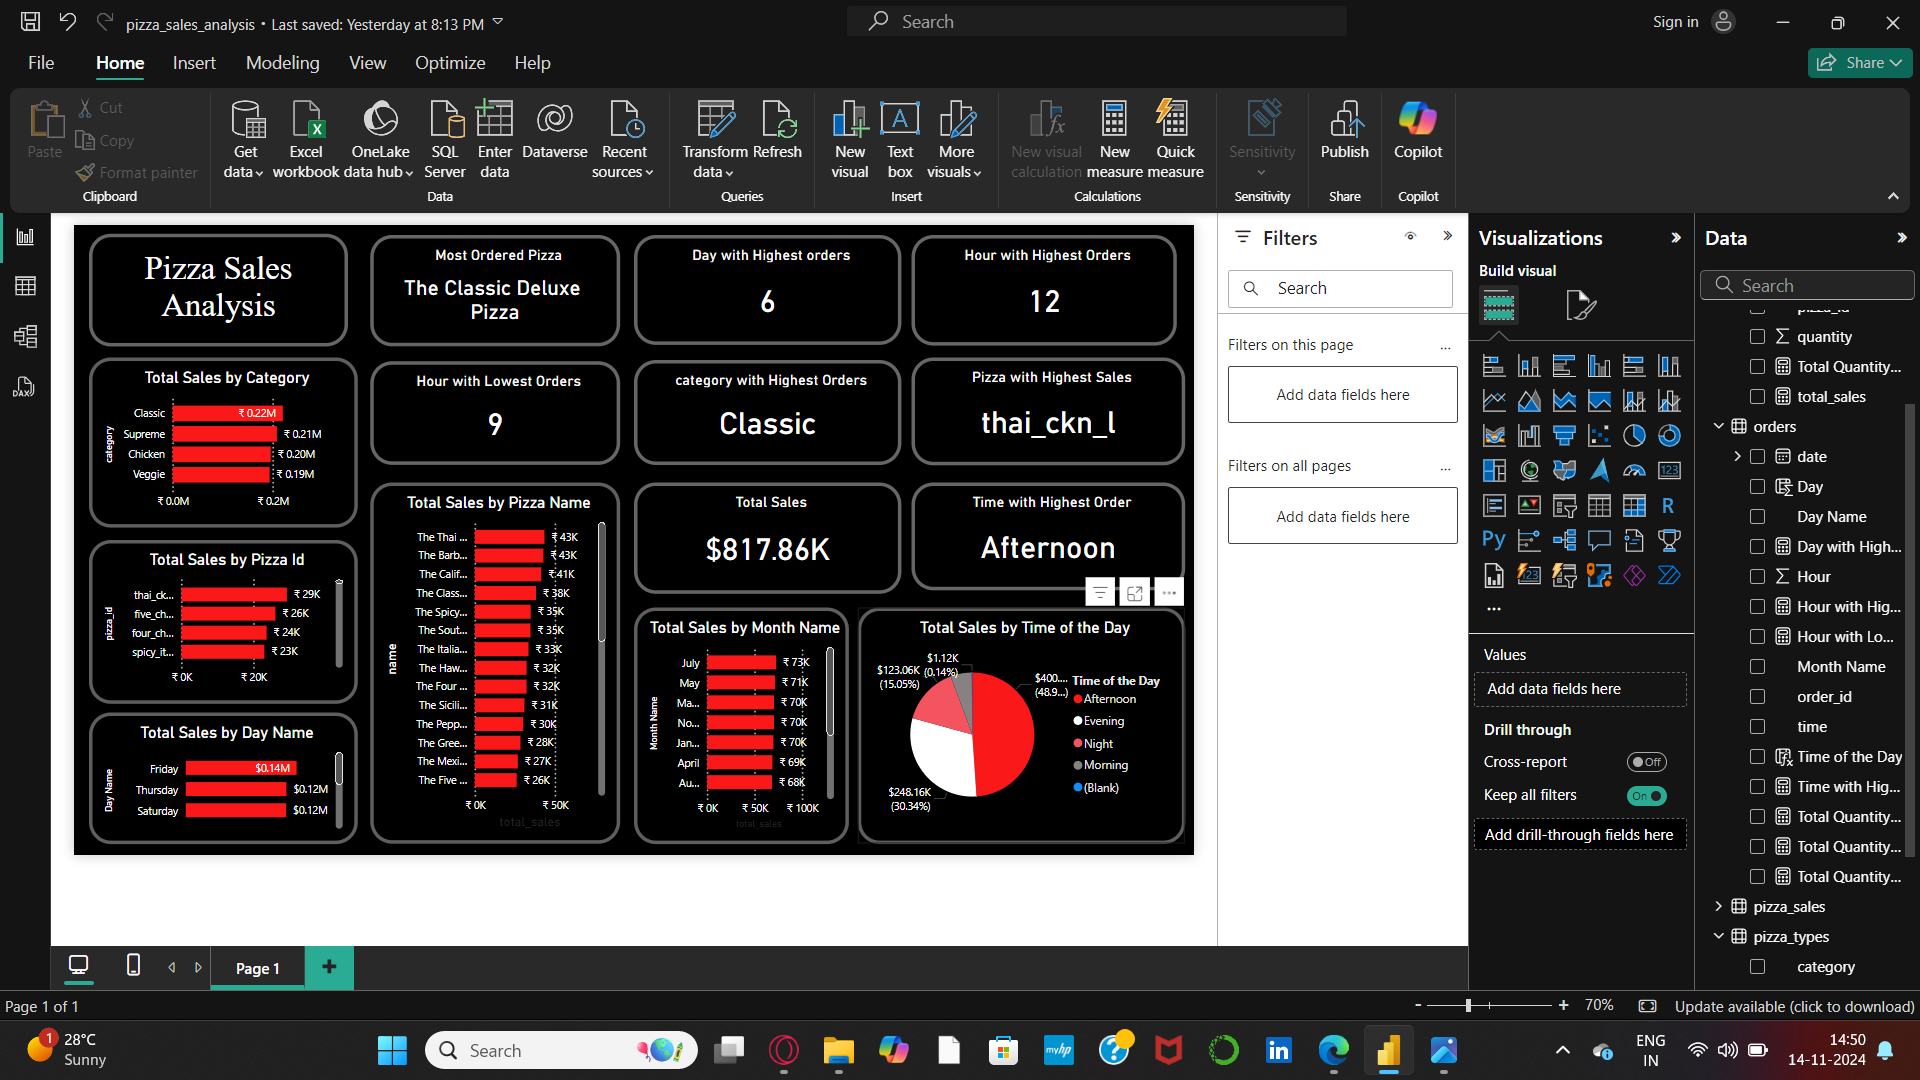 pizza_sales_analysis • Last saved: Yesterday at 8:13 PM
Search
Sign in
File Home Insert Modeling View Optimize Help
Share
Paste
Cut
Copy
Format painter
Clipboard
Get data
Excel workbook
OneLake data hub
SQL Server
Enter data
Dataverse
Recent sources
Data
Transform data
Refresh
Queries
New visual
Text box
More visuals
Insert
New visual calculation
New measure
Quick measure
Calculations
Sensitivity
Sensitivity
Publish
Share
Copilot
Copilot
Pizza Sales
Analysis
Most Ordered Pizza
The Classic Deluxe
Pizza
Day with Highest orders
6
Hour with Highest Orders
12
Total Sales by Category
category
Classic ₹ 0.22M
Supreme ₹ 0.21M
Chicken ₹ 0.20M
Veggie ₹ 0.19M
₹ 0.0M ₹ 0.2M
Hour with Lowest Orders
9
category with Highest Orders
Classic
Pizza with Highest Sales
thai_ckn_l
Total Sales by Pizza Id
pizza_id
thai_ck... ₹ 29K
five_ch... ₹ 26K
four_ch... ₹ 24K
spicy_it... ₹ 23K
₹ 0K ₹ 20K
Total Sales by Day Name
Day Name
Friday $0.14M
Thursday $0.12M
Saturday $0.12M
Total Sales by Pizza Name
name
The Thai ... ₹ 43K
The Barb... ₹ 43K
The Calif... ₹ 41K
The Class... ₹ 38K
The Spicy... ₹ 35K
The Sout... ₹ 35K
The Italia... ₹ 33K
The Haw... ₹ 32K
The Four ... ₹ 32K
The Sicili... ₹ 31K
The Pepp... ₹ 30K
The Gree... ₹ 28K
The Mexi... ₹ 27K
The Five ... ₹ 26K
₹ 0K ₹ 50K
total_sales
Total Sales
$817.86K
Time with Highest Order
Afternoon
Total Sales by Month Name
Month Name
July ₹ 73K
May ₹ 71K
Ma... ₹ 70K
No... ₹ 70K
Jan... ₹ 70K
April ₹ 69K
Au... ₹ 68K
₹ 0K ₹ 50K ₹ 100K
total_sales
Total Sales by Time of the Day
$1.12K
(0.14%)
$123.06K
(15.05%)
$400....
(48.9...)
$248.16K
(30.34%)
Time of the Day
Afternoon
Evening
Night
Morning
(Blank)
Filters
Search
Filters on this page ...
Add data fields here
Filters on all pages ...
Add data fields here
Visualizations
Build visual
123
R
Py
123
...
Values
Add data fields here
Drill through
Cross-report Off
Keep all filters On
Add drill-through fields here
Data
Search
pizza_id
quantity
Total Quantity...
total_sales
orders
date
Day
Day Name
Day with High...
Hour
Hour with Hig...
Hour with Lo...
Month Name
order_id
time
Time of the Day
Time with Hig...
Total Quantity...
Total Quantity...
Total Quantity...
pizza_sales
pizza_types
category
DAX
Page 1
Page 1 of 1
- + 70%
Update available (click to download)
1
28°C
Sunny
Search
myhp
ENG
IN
14:50
14-11-2024